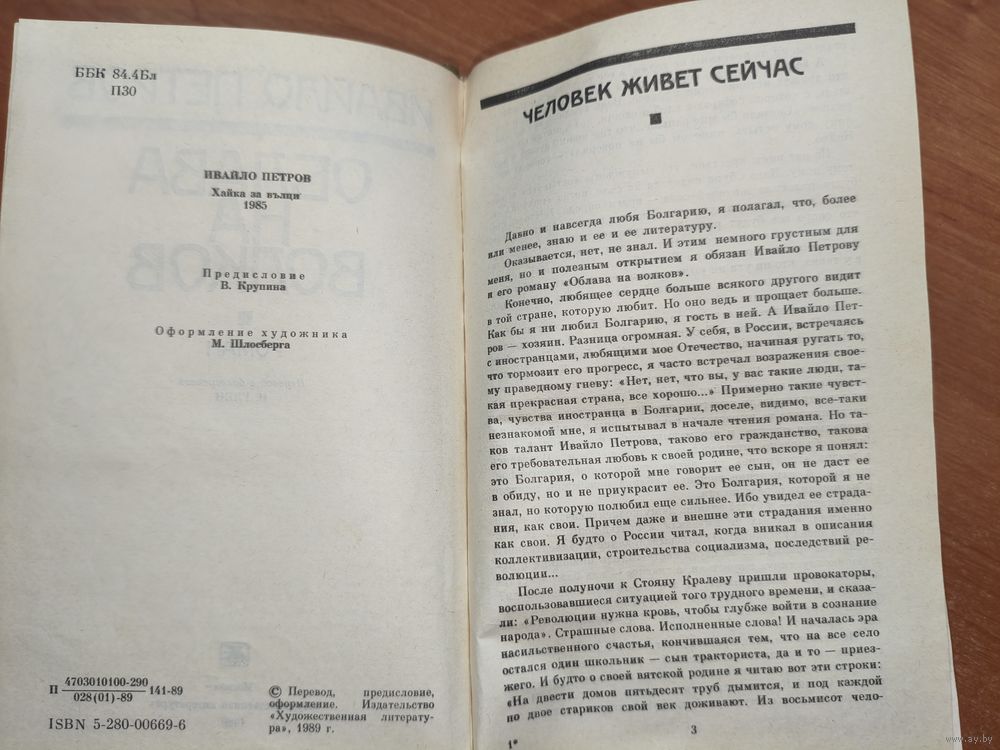 ББК 84.4Бл
П30
ИВАЙЛО ПЕТРОВ
Хайка за вълци
1985
Предисловие
В. Крупина
Оформление художника
М. Шлосберга
П 4703010100-290 141-89
028(01)-89
© Перевод, предисловие,
оформление. Издательство
«Художественная литерату-
ра», 1989 г.
ISBN 5-280-00669-6
ЧЕЛОВЕК ЖИВЕТ СЕЙЧАС
Давно и навсегда любя Болгарию, я полагал, что, более
или менее, знаю и ее и ее литературу.
Оказывается, нет, не знал. И этим немного грустным для
меня, но и полезным открытием я обязан Ивайло Петрову
и его роману «Облава на волков».
Конечно, любящее сердце больше всякого другого видит
в той стране, которую любит. Но оно ведь и прощает больше.
Как бы я ни любил Болгарию, я гость в ней. А Ивайло Пет-
ров — хозяин. Разница огромная. У себя, в России, встречаясь
с иностранцами, любящими мое Отечество, начиная ругать то,
что тормозит его прогресс, я часто встречал возражения свое-
му праведному гневу: «Нет, нет, что вы, у вас такие люди, та-
кая прекрасная страна, все хорошо...» Примерно такие чувст-
ва, чувства иностранца в Болгарии, доселе, видимо, все-таки
незнакомой мне, я испытывал в начале чтения романа. Но та-
ков талант Ивайло Петрова, таково его гражданство, такова
его требовательная любовь к своей родине, что вскоре я понял:
это Болгария, о которой мне говорит ее сын, он не даст ее
в обиду, но и не приукрасит ее. Это Болгария, которой я не
знал, но которую полюбил еще сильнее. Ибо увидел ее страда-
ния, как свои. Причем даже и внешне эти страдания именно
как свои. Я будто о России читал, когда вникал в описания
коллективизации, строительства социализма, последствий ре-
волюции...
После полуночи к Стояну Кралеву пришли провокаторы,
воспользовавшиеся ситуацией того трудного времени, и сказа-
ли: «Революции нужна кровь, чтобы глубже войти в сознание
народа». Страшные слова. Исполненные слова! И началась эра
насильственного счастья, кончившаяся тем, что на все село
остался один школьник — сын тракториста, да и то — приез-
жего. И будто о своей вятской родине я читаю вот эти строки:
«На двести домов пятьдесят труб дымится, и под каждой
по двое стариков свой век доживают. Из восьмисот чело-
1*
3
www.ay.by